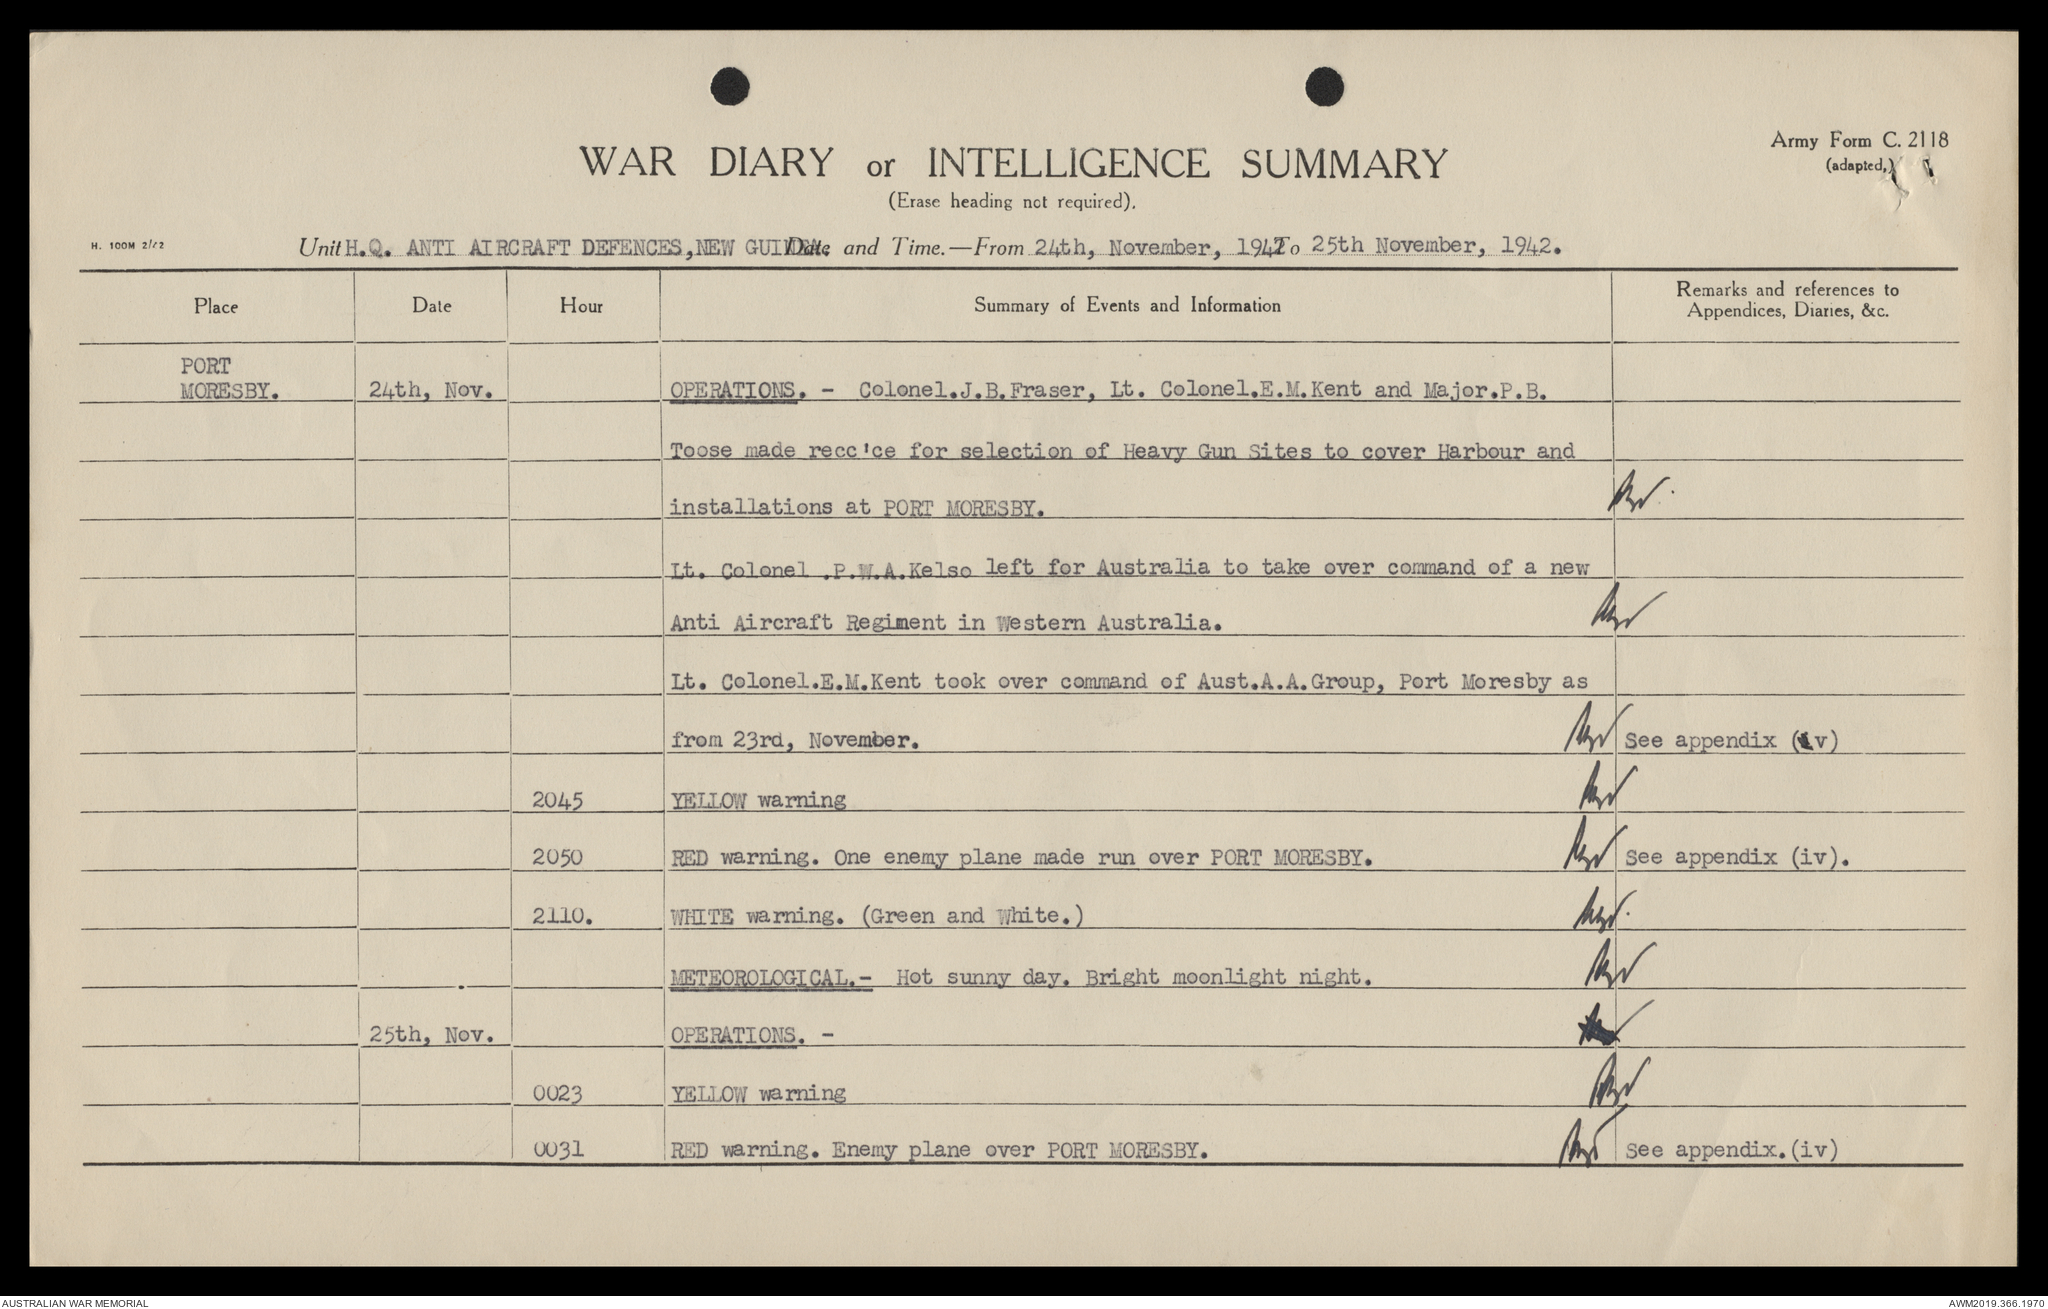 Army Form C. 2118
(adapted.)
WAR DIARY or INTELLIGENCE SUMMARY
(Erase heading not required).
H. 100M 2/42
Unit H.Q. ANTI AIRCRAFT DEFENCES,NEW GUINEA. Date and Time.—From 24th, November, 1942 To 25th November, 1942.
Place Date Hour Summary of Events and Information Remarks and references to
Appendices, Diaries, &c.
PORT
MORESBY. 24th, Nov. OPERATIONS. - Colonel.J.B.Fraser, Lt. Colonel.E.M.Kent and Major.P.B.
Toose made recc'ce for selection of Heavy Gun Sites to cover Harbour and
installations at PORT MORESBY.
Lt. Colonel .P.W.A.Kelso left for Australia to take over command of a new
Anti Aircraft Regiment in Western Australia.
Lt. Colonel.E.M.Kent took over command of Aust.A.A.Group, Port Moresby as
from 23rd, November. See appendix (v)
2045 YELLOW warning
2050 RED warning. One enemy plane made run over PORT MORESBY. See appendix (iv).
2110. WHITE warning. (Green and White.)
METEOROLOGICAL.- Hot sunny day. Bright moonlight night.
25th, Nov. OPERATIONS. -
0023 YELLOW warning
0031 RED warning. Enemy plane over PORT MORESBY. See appendix.(iv)
AUSTRALIAN WAR MEMORIAL AWM2019.366.1970